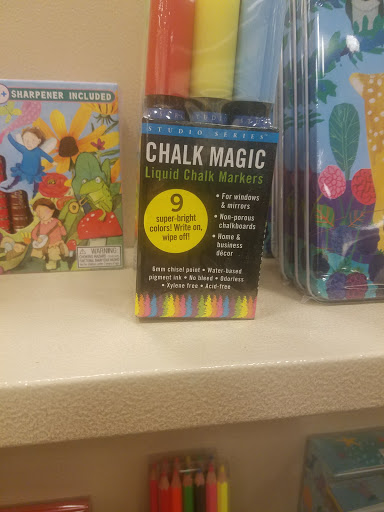 SHARPENER INCLUDED
STUDIO SERIES
CHALK MAGIC
Liquid Chalk Markers
9
super-bright
colors! Write on,
wipe off!
• For windows
& mirrors
• Non-porous
chalkboards
• Home &
business
décor
6mm chisel point • Water-based
pigment ink • No bleed • Odorless
• Xylene free • Acid-free
WARNING